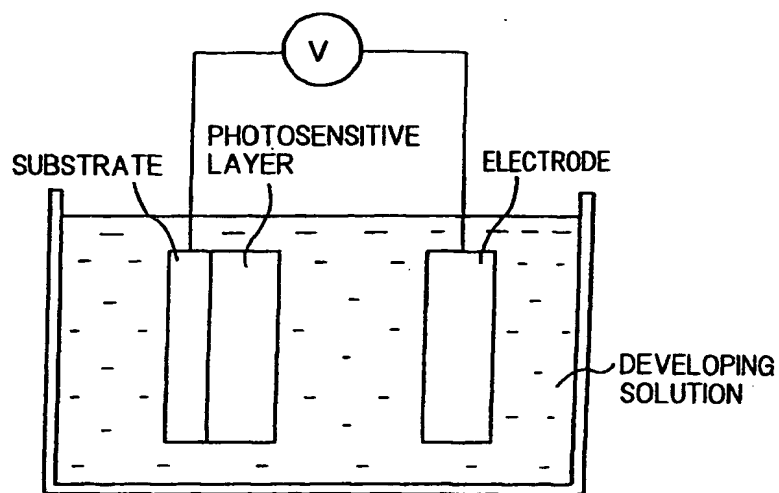 V
PHOTOSENSITIVE
LAYER
SUBSTRATE
ELECTRODE
DEVELOPING
SOLUTION